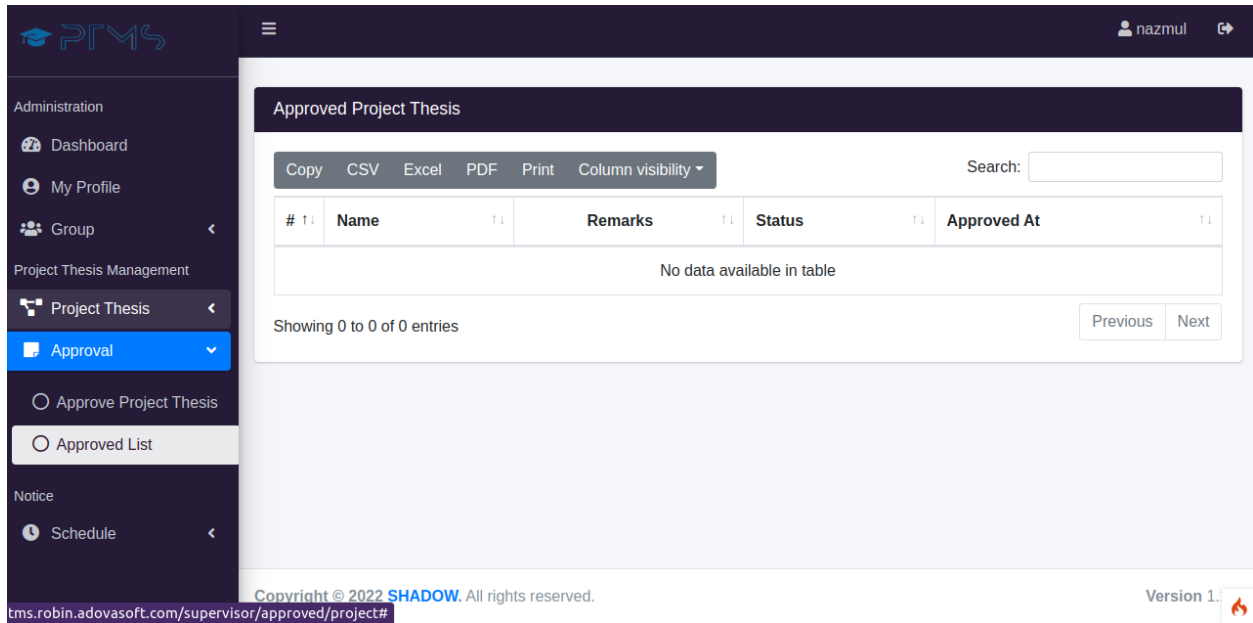 PTMS
nazmul
Administration
Dashboard
My Profile
Group
Project Thesis Management
Project Thesis
Approval
Approve Project Thesis
Approved List
Notice
Schedule
Approved Project Thesis
Copy CSV Excel PDF Print Column visibility
Search:
# Name Remarks Status Approved At
No data available in table
Showing 0 to 0 of 0 entries
Previous Next
Copyright © 2022 SHADOW. All rights reserved.
Version 1.
tms.robin.adovasoft.com/supervisor/approved/project#